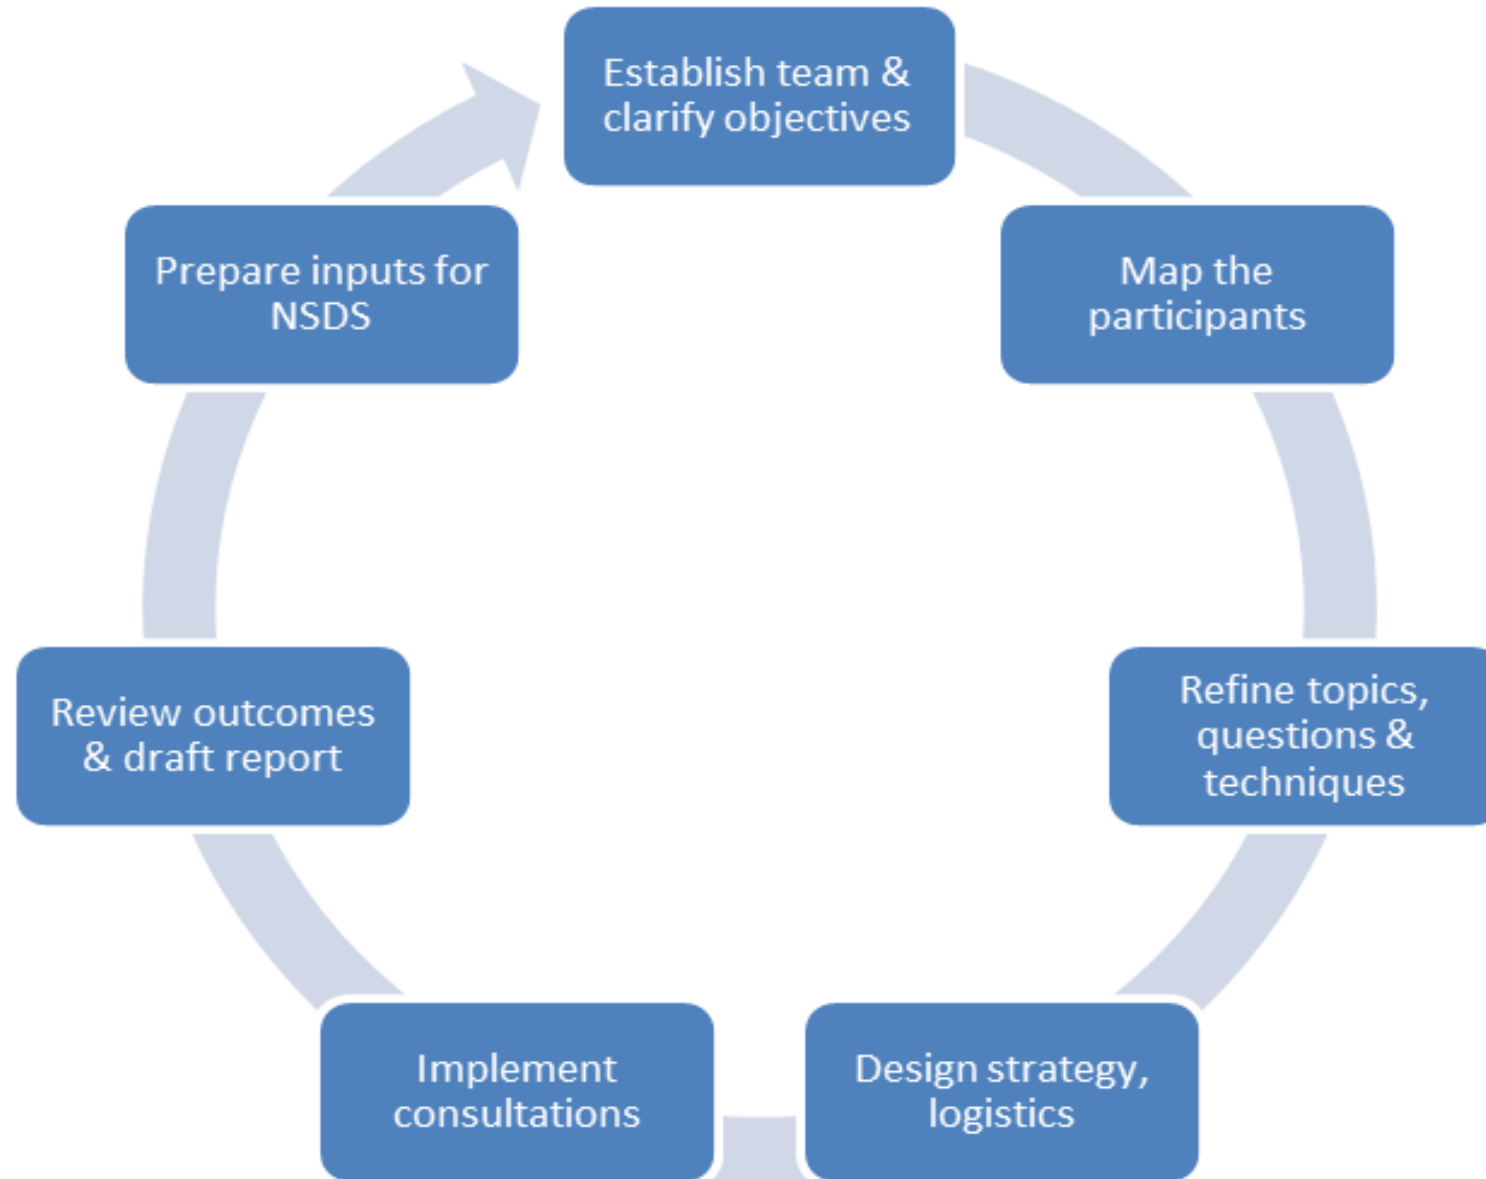 Establish team &
clarify objectives
Map the
participants
Refine topics,
questions &
techniques
Design strategy,
logistics
Implement
consultations
Review outcomes
& draft report
Prepare inputs for
NSDS